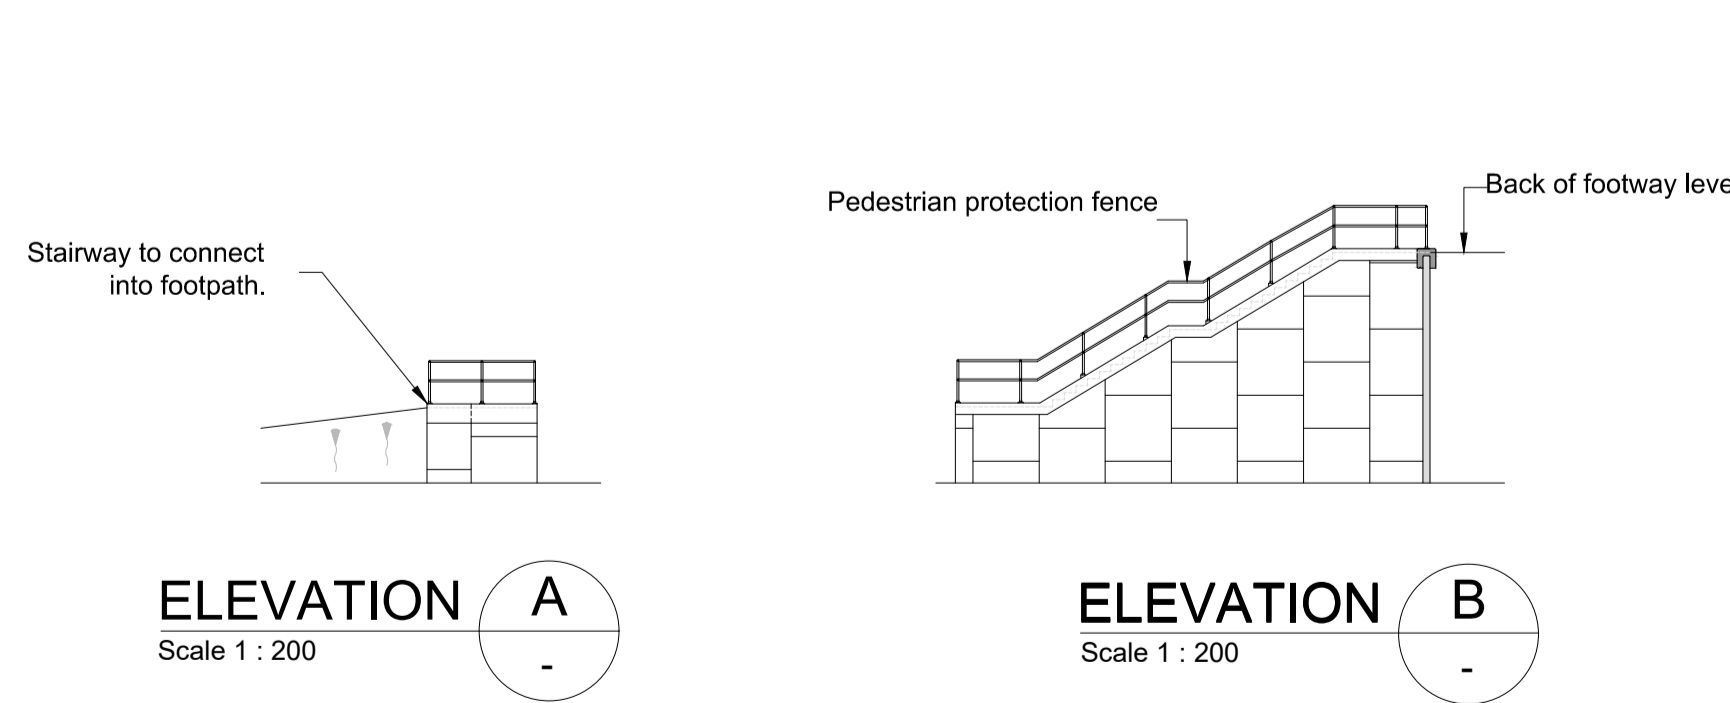 Stairway to connect
into footpath.
Pedestrian protection fence
Back of footway leve
ELEVATION
A
Scale 1 : 200
-
ELEVATION
B
Scale 1 : 200
-